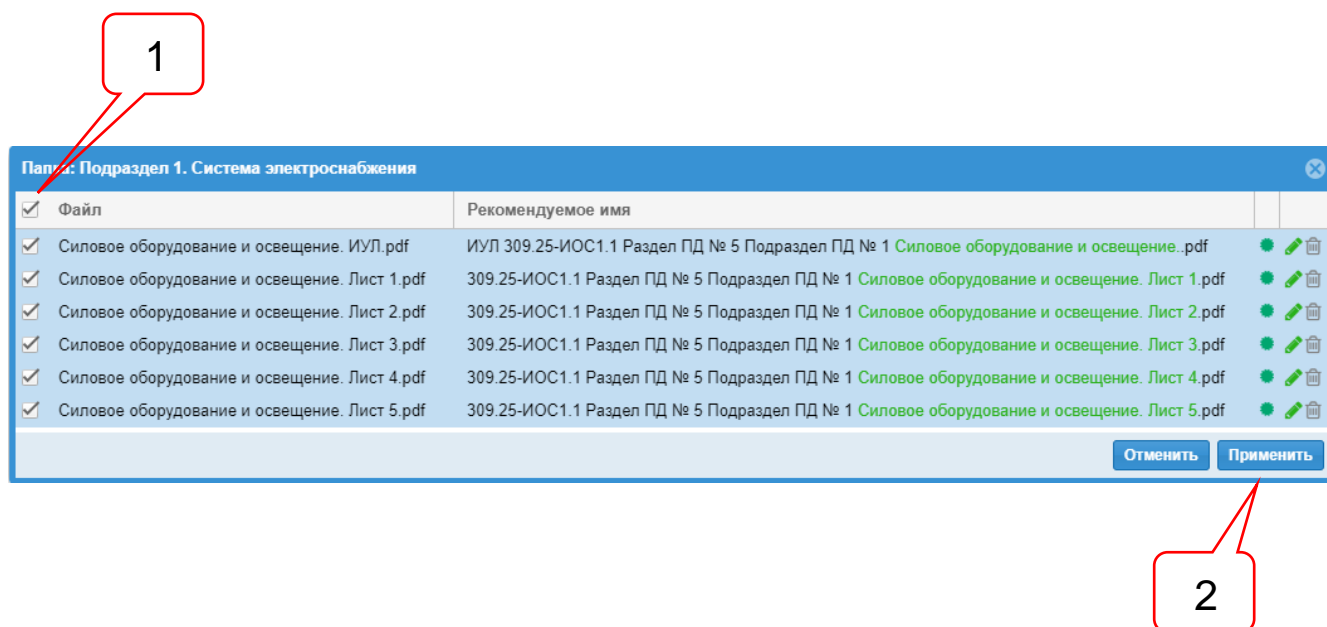 1
Папка: Подраздел 1. Система электроснабжения
Файл Рекомендуемое имя
Силовое оборудование и освещение. ИУЛ.pdf ИУЛ 309.25-ИОС1.1 Раздел ПД № 5 Подраздел ПД № 1 Силовое оборудование и освещение..pdf
Силовое оборудование и освещение. Лист 1.pdf 309.25-ИОС1.1 Раздел ПД № 5 Подраздел ПД № 1 Силовое оборудование и освещение. Лист 1.pdf
Силовое оборудование и освещение. Лист 2.pdf 309.25-ИОС1.1 Раздел ПД № 5 Подраздел ПД № 1 Силовое оборудование и освещение. Лист 2.pdf
Силовое оборудование и освещение. Лист 3.pdf 309.25-ИОС1.1 Раздел ПД № 5 Подраздел ПД № 1 Силовое оборудование и освещение. Лист 3.pdf
Силовое оборудование и освещение. Лист 4.pdf 309.25-ИОС1.1 Раздел ПД № 5 Подраздел ПД № 1 Силовое оборудование и освещение. Лист 4.pdf
Силовое оборудование и освещение. Лист 5.pdf 309.25-ИОС1.1 Раздел ПД № 5 Подраздел ПД № 1 Силовое оборудование и освещение. Лист 5.pdf
Отменить Применить
2